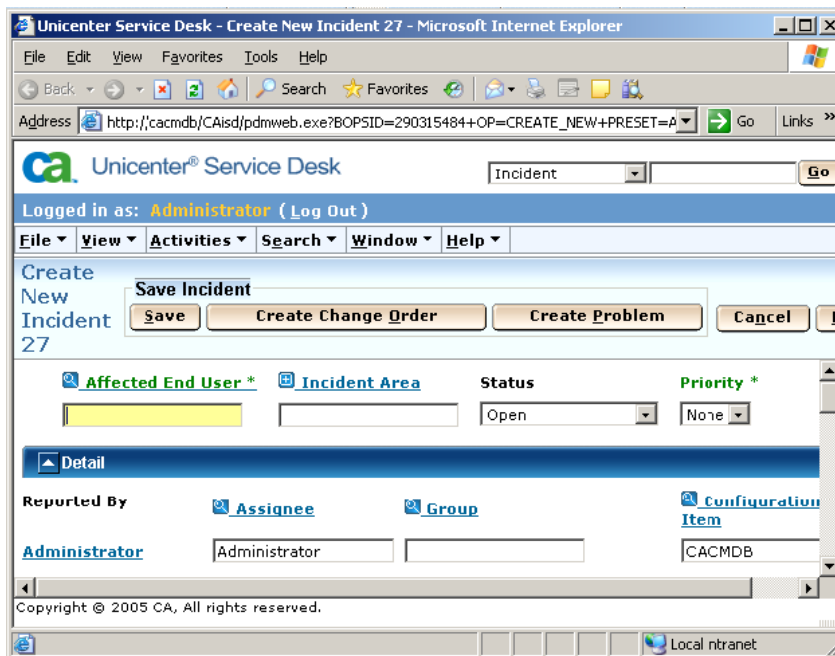 Unicenter Service Desk - Create New Incident 27 - Microsoft Internet Explorer
File Edit View Favorites Tools Help
Back Search Favorites
Address http://cacmdb/CAisd/pdmweb.exe?BOPSID=290315484+OP=CREATE_NEW+PRESET=A Go Links »
ca Unicenter® Service Desk Incident Go
Logged in as: Administrator ( Log Out )
File View Activities Search Window Help
Create New Incident 27
Save Incident
Save Create Change Order Create Problem Cancel
Affected End User * Incident Area Status Priority *
Open None
Detail
Reported By Assignee Group Configuration Item
Administrator Administrator CACMDB
Copyright © 2005 CA, All rights reserved.
Local ntranet